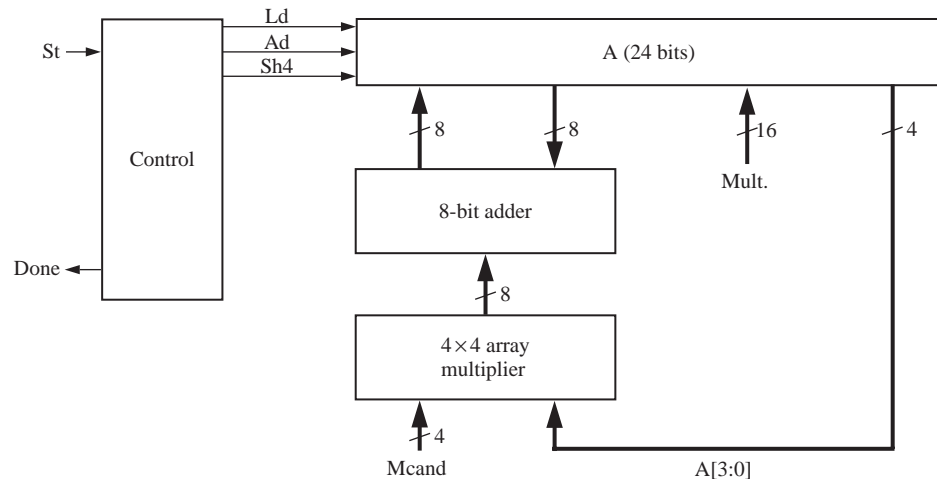 Ld
St
Ad
A (24 bits)
Sh4
8
8
16
4
Control
Mult.
8-bit adder
Done
8
4×4 array
multiplier
4
Mcand
A[3:0]